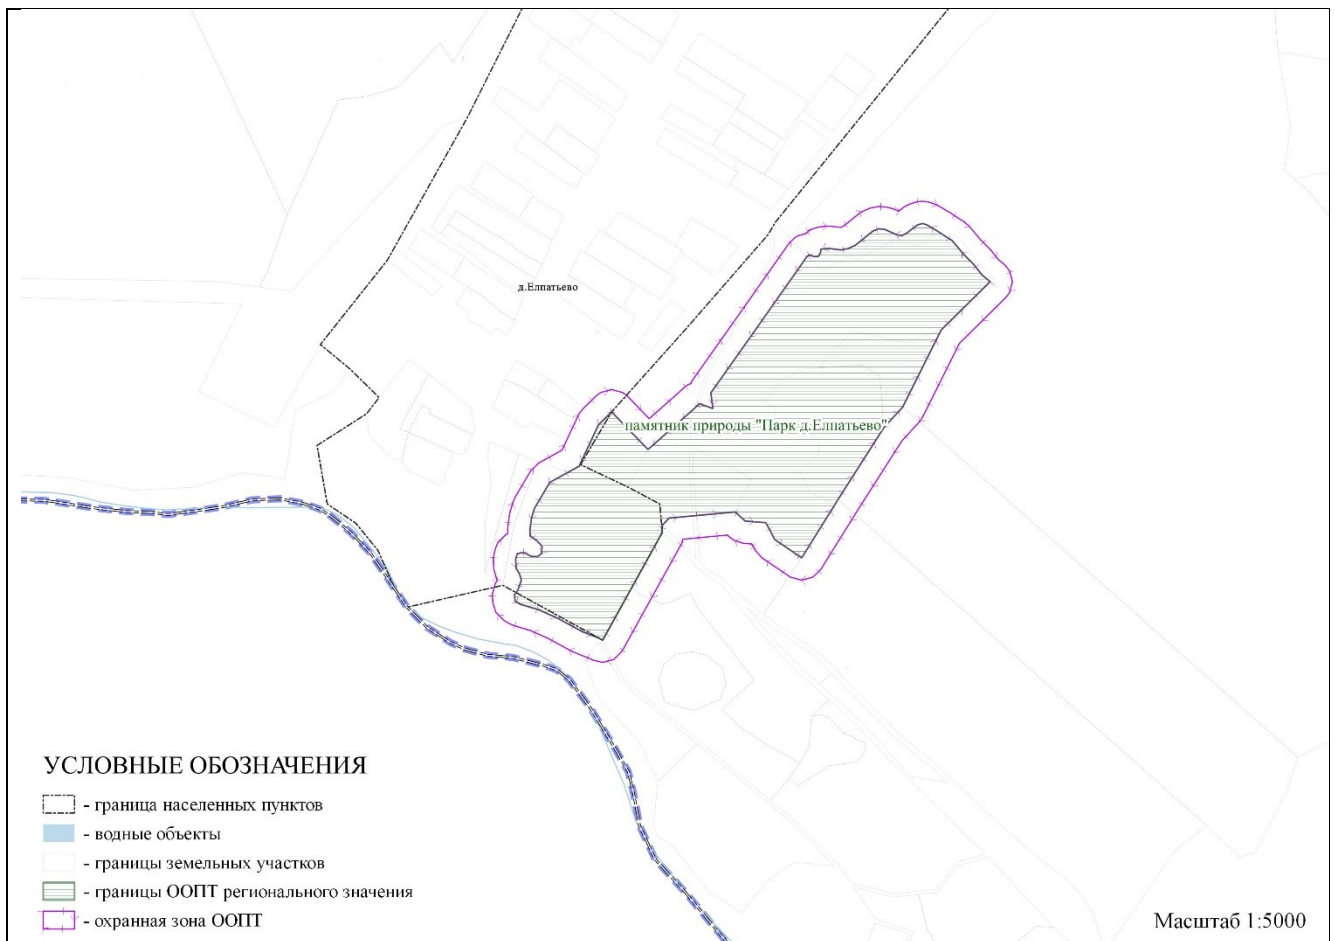 д.Елпатьево
памятник природы "Парк д.Елпатьево"
УСЛОВНЫЕ ОБОЗНАЧЕНИЯ
- граница населенных пунктов
- водные объекты
- границы земельных участков
- границы ООПТ регионального значения
- охранная зона ООПТ
Масштаб 1:5000